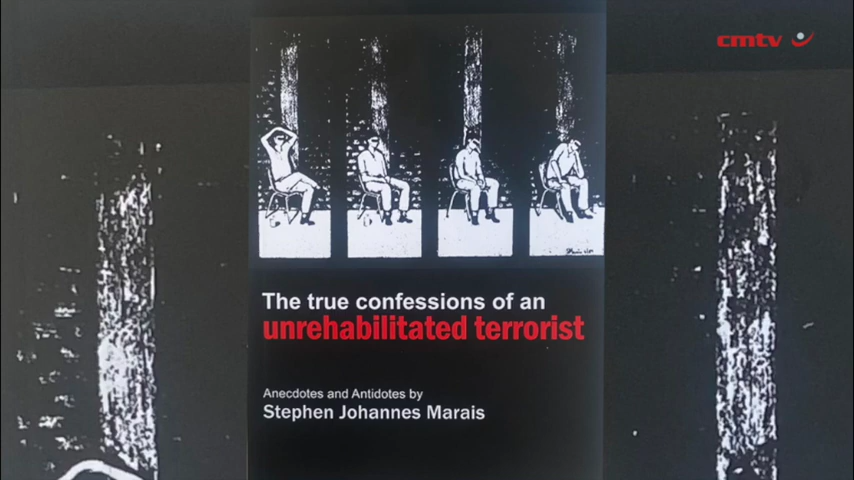 cmtv
The true confessions of an
unrehabilitated terrorist
Anecdotes and Antidotes by
Stephen Johannes Marais